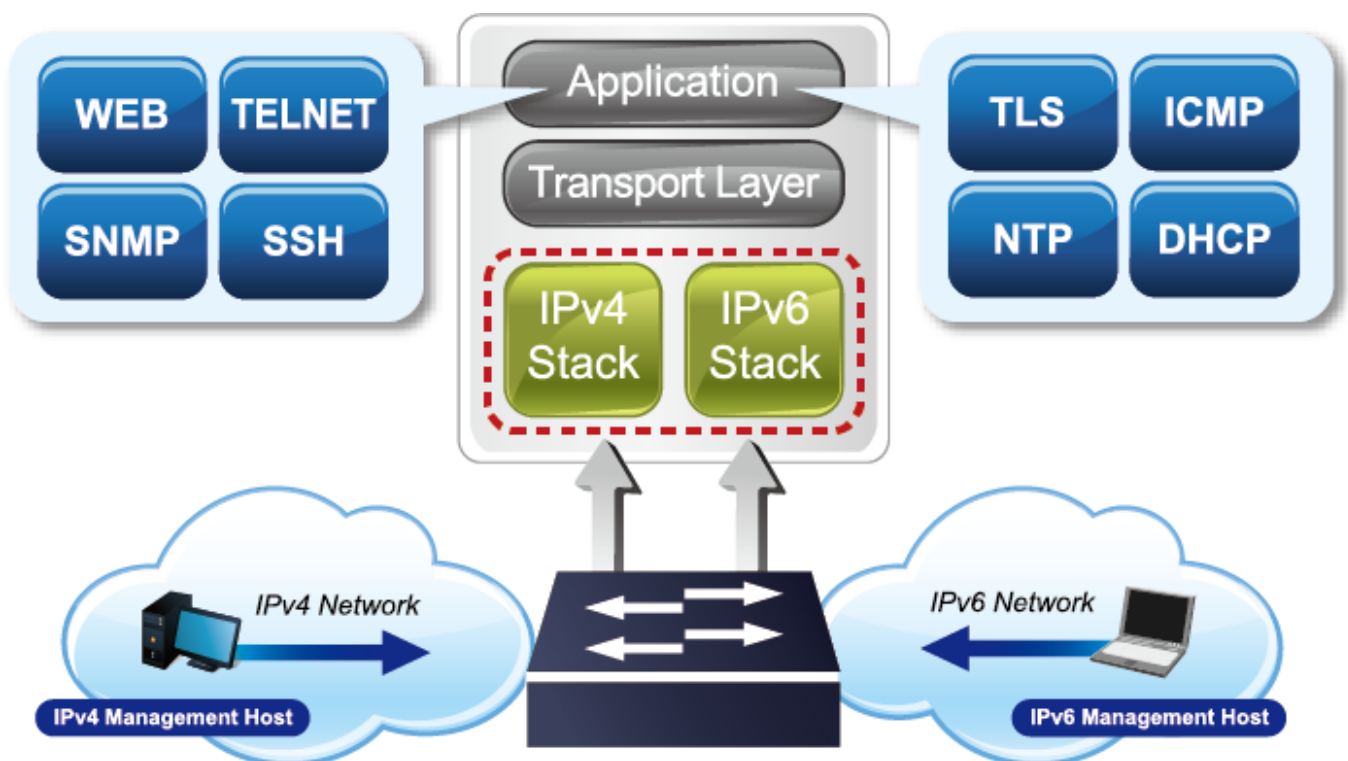 WEB
TELNET
SNMP
SSH
Application
Transport Layer
IPv4
Stack
IPv6
Stack
TLS
ICMP
NTP
DHCP
IPv4 Network
IPv4 Management Host
IPv6 Network
IPv6 Management Host